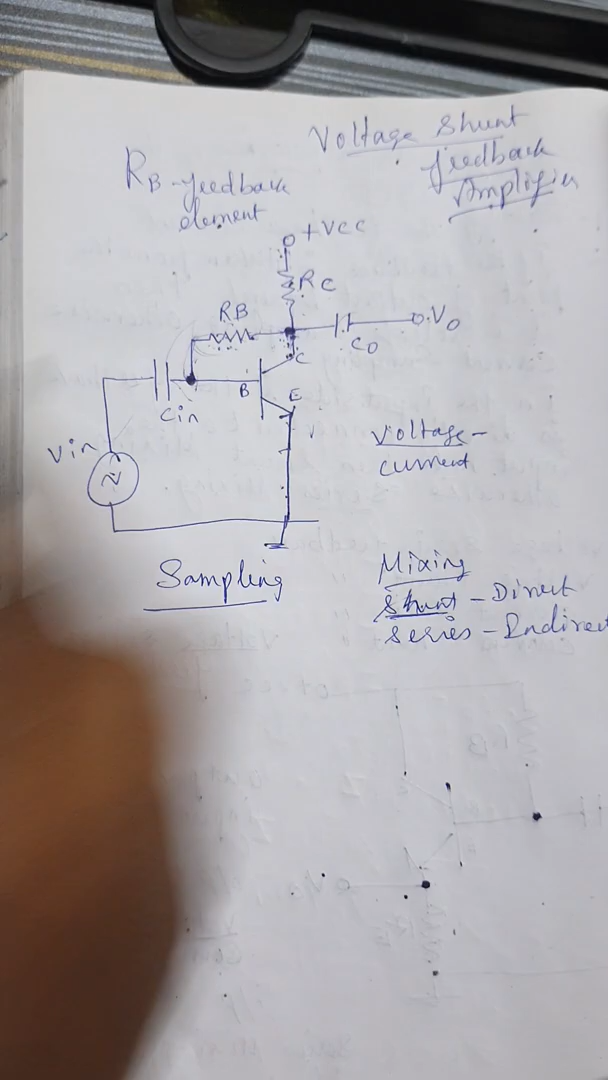 Voltage Shunt
feedback
Amplifier
RB - feedback
element
+Vcc
RC
RB
Vo
Co
C
B
E
Cin
Vin
Voltage -
current
Sampling
Mixing
Shunt - Direct
Series - Indirect